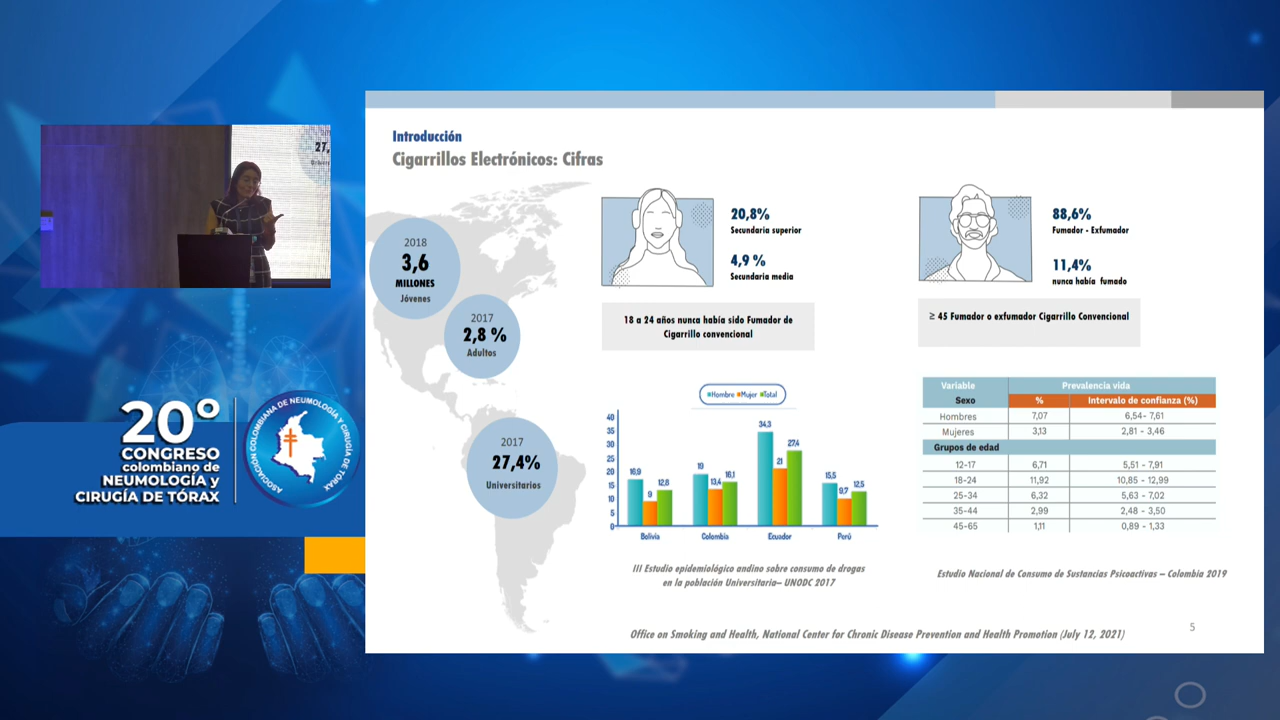 Introducción
Cigarrillos Electrónicos: Cifras
2018
3,6
MILLONES
Jóvenes
2017
2,8 %
Adultos
2017
27,4%
Universitarios
20,8%
Secundaria superior
4,9 %
Secundaria media
18 a 24 años nunca había sido Fumador de
Cigarrillo convencional
88,6%
Fumador - Exfumador
11,4%
nunca había fumado
≥ 45 Fumador o exfumador Cigarrillo Convencional
Hombre Mujer Total
40
35
30
25
20
15
10
5
0
16,9 9 12,8
19 13,4 16,1
34,3 21 27,4
15,5 9,7 12,5
Bolivia Colombia Ecuador Perú
III Estudio epidemiológico andino sobre consumo de drogas
en la población Universitaria– UNODC 2017
Variable Prevalencia vida
Sexo % Intervalo de confianza (%)
Hombres 7,07 6,54- 7,61
Mujeres 3,13 2,81 - 3,46
Grupos de edad
12-17 6,71 5,51 - 7,91
18-24 11,92 10,85 - 12,99
25-34 6,32 5,63 - 7,02
35-44 2,99 2,48 - 3,50
45-65 1,11 0,89 - 1,33
Estudio Nacional de Consumo de Sustancias Psicoactivas – Colombia 2019
Office on Smoking and Health, National Center for Chronic Disease Prevention and Health Promotion (July 12, 2021)
5
27,
20º
CONGRESO
colombiano de
NEUMOLOGÍA y
CIRUGÍA DE TÓRAX
ASOCIACIÓN COLOMBIANA DE NEUMOLOGÍA Y CIRUGÍA DE TÓRAX